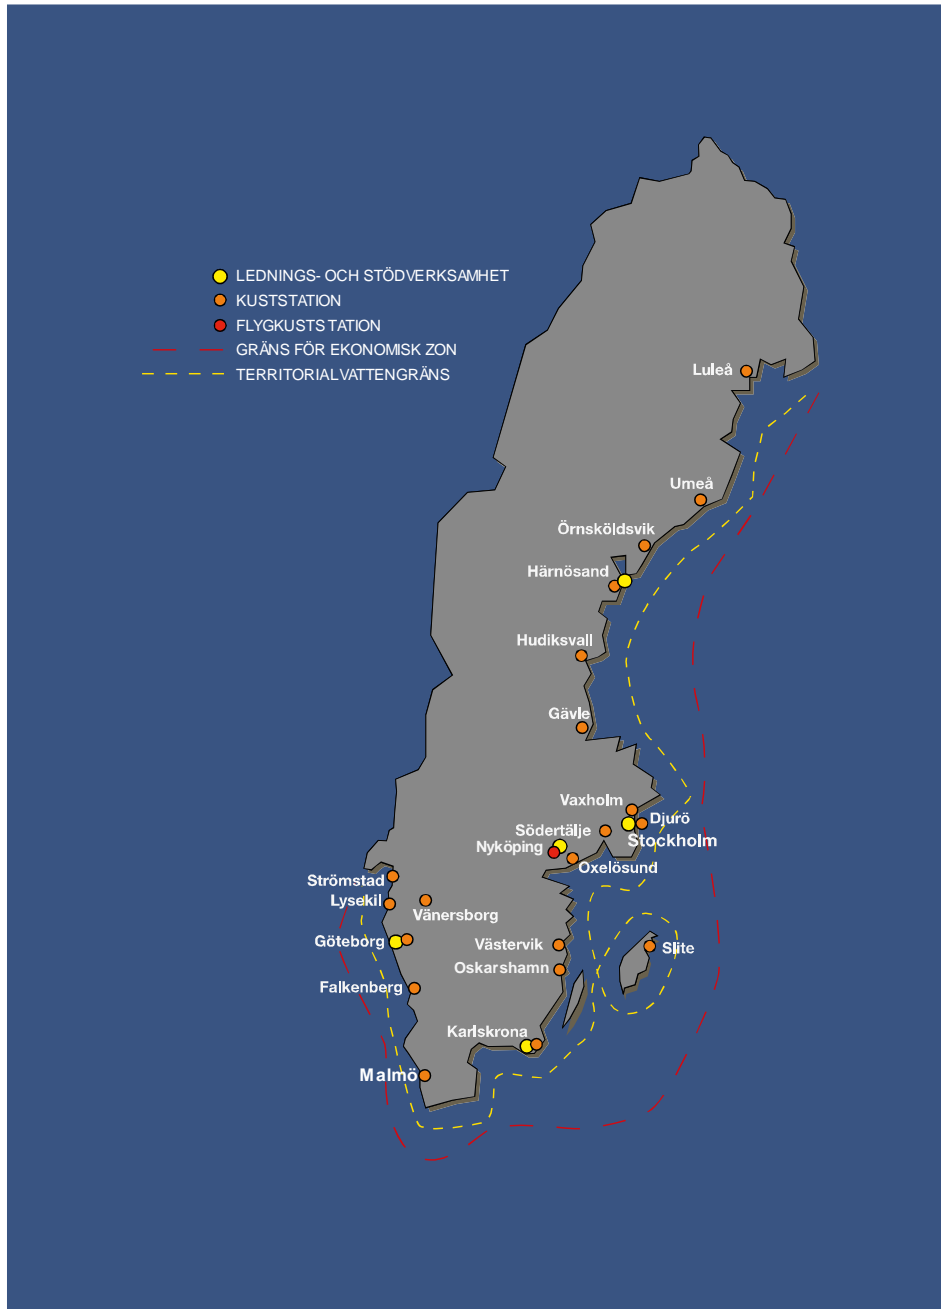 LEDNINGS- OCH STÖDVERKSAMHET
KUSTSTATION
FLYGKUSTSTATION
GRÄNS FÖR EKONOMISK ZON
TERRITORIALVATTENGRÄNS
Luleå
Umeå
Örnsköldsvik
Härnösand
Hudiksvall
Gävle
Vaxholm
Djurö
Södertälje
Stockholm
Nyköping
Oxelösund
Strömstad
Lysekil
Vänersborg
Göteborg
Västervik
Slite
Oskarshamn
Falkenberg
Karlskrona
Malmö